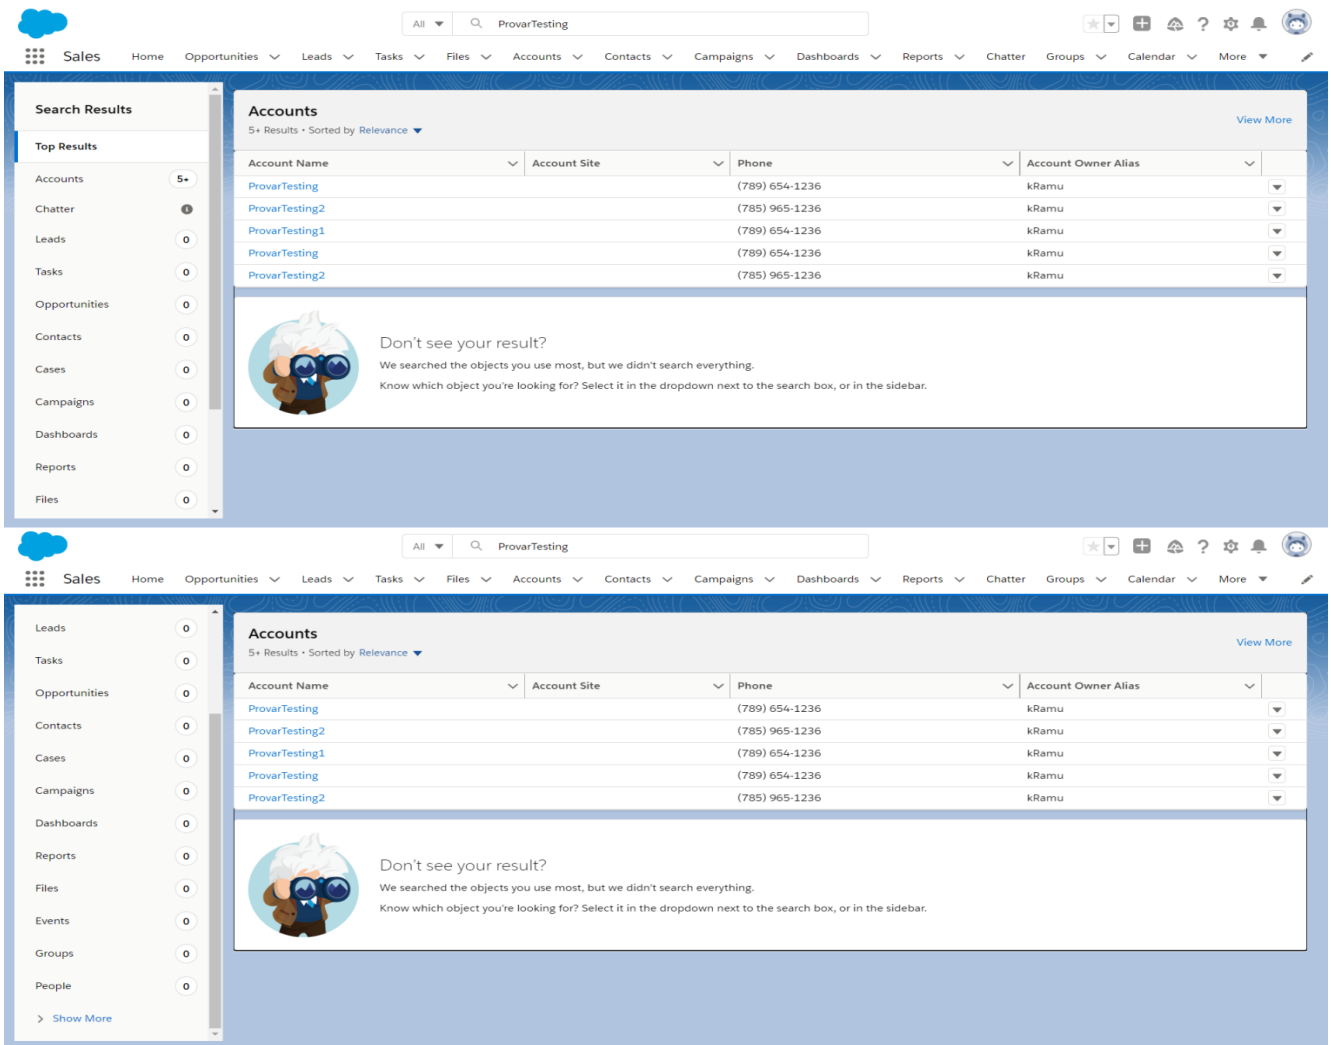 All ProvarTesting
Sales Home Opportunities Leads Tasks Files Accounts Contacts Campaigns Dashboards Reports Chatter Groups Calendar More
Search Results
Top Results
Accounts 5+
Chatter
Leads 0
Tasks 0
Opportunities 0
Contacts 0
Cases 0
Campaigns 0
Dashboards 0
Reports 0
Files 0
Accounts
5+ Results • Sorted by Relevance
View More
Account Name Account Site Phone Account Owner Alias
ProvarTesting (789) 654-1236 kRamu
ProvarTesting2 (785) 965-1236 kRamu
ProvarTesting1 (789) 654-1236 kRamu
ProvarTesting (789) 654-1236 kRamu
ProvarTesting2 (785) 965-1236 kRamu
Don't see your result?
We searched the objects you use most, but we didn't search everything.
Know which object you're looking for? Select it in the dropdown next to the search box, or in the sidebar.
All ProvarTesting
Sales Home Opportunities Leads Tasks Files Accounts Contacts Campaigns Dashboards Reports Chatter Groups Calendar More
Leads 0
Tasks 0
Opportunities 0
Contacts 0
Cases 0
Campaigns 0
Dashboards 0
Reports 0
Files 0
Events 0
Groups 0
People 0
Show More
Accounts
5+ Results • Sorted by Relevance
View More
Account Name Account Site Phone Account Owner Alias
ProvarTesting (789) 654-1236 kRamu
ProvarTesting2 (785) 965-1236 kRamu
ProvarTesting1 (789) 654-1236 kRamu
ProvarTesting (789) 654-1236 kRamu
ProvarTesting2 (785) 965-1236 kRamu
Don't see your result?
We searched the objects you use most, but we didn't search everything.
Know which object you're looking for? Select it in the dropdown next to the search box, or in the sidebar.